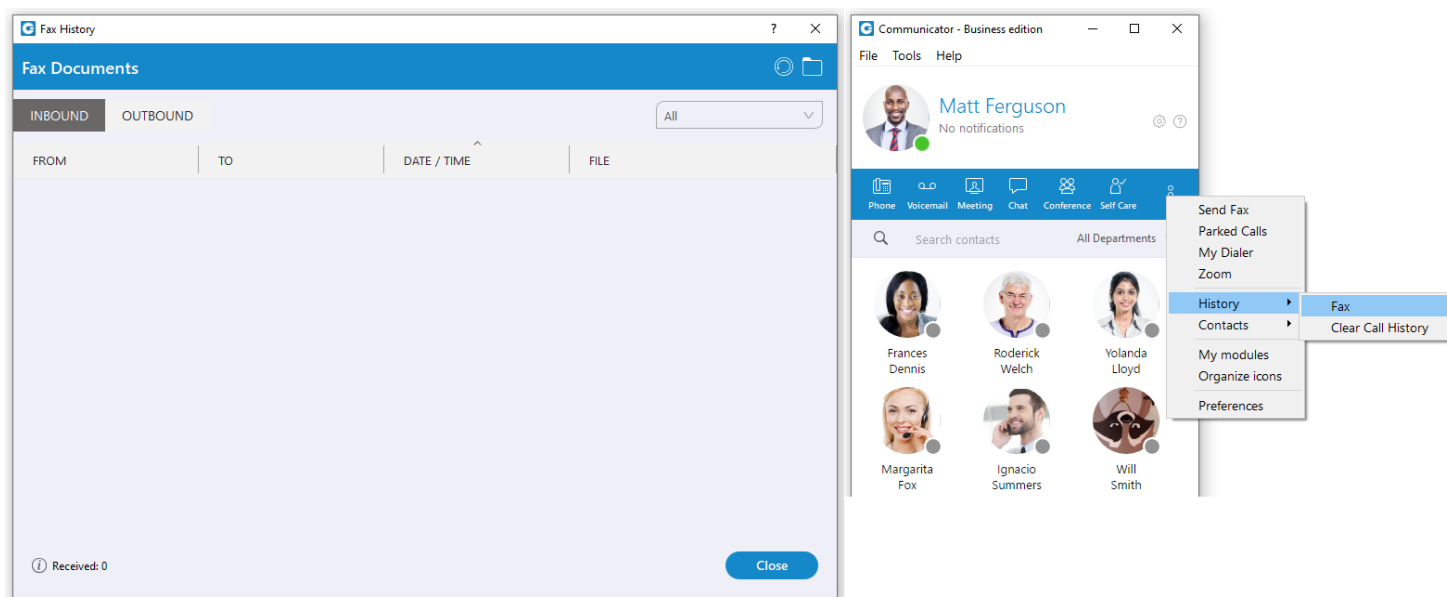 Fax History
Fax Documents
INBOUND OUTBOUND
All
FROM TO DATE / TIME FILE
Received: 0
Close
Communicator - Business edition
File Tools Help
Matt Ferguson
No notifications
Phone Voicemail Meeting Chat Conference Self Care
Search contacts All Departments
Frances
Dennis
Roderick
Welch
Yolanda
Lloyd
Margarita
Fox
Ignacio
Summers
Will
Smith
Send Fax
Parked Calls
My Dialer
Zoom
History
Contacts
My modules
Organize icons
Preferences
Fax
Clear Call History